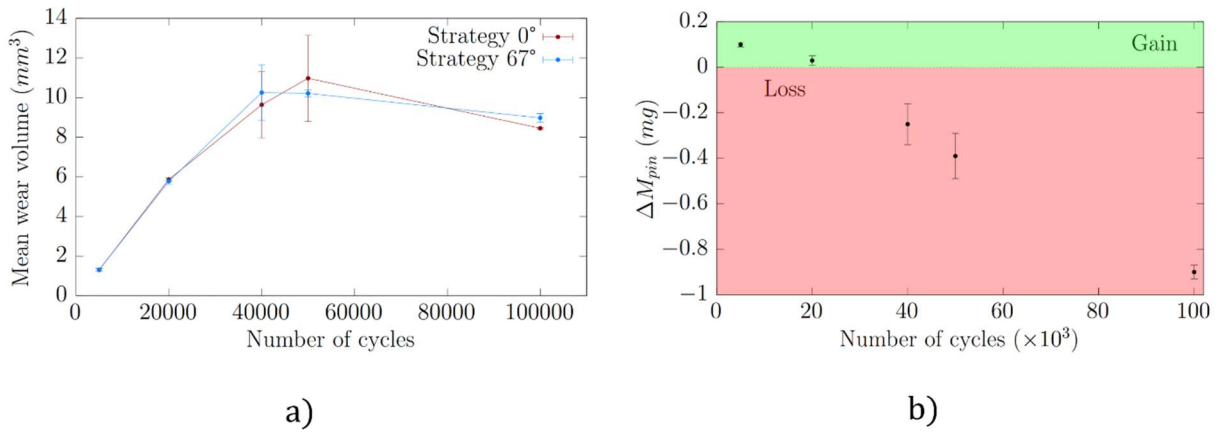 14
12
10
8
6
4
2
0
Mean wear volume (mm³)
Strategy 0°
Strategy 67°
0 20000 40000 60000 80000 100000
Number of cycles
a)
0.2
0
−0.2
−0.4
−0.6
−0.8
−1
ΔM_pin (mg)
Gain
Loss
0 20 40 60 80 100
Number of cycles (×10³)
b)